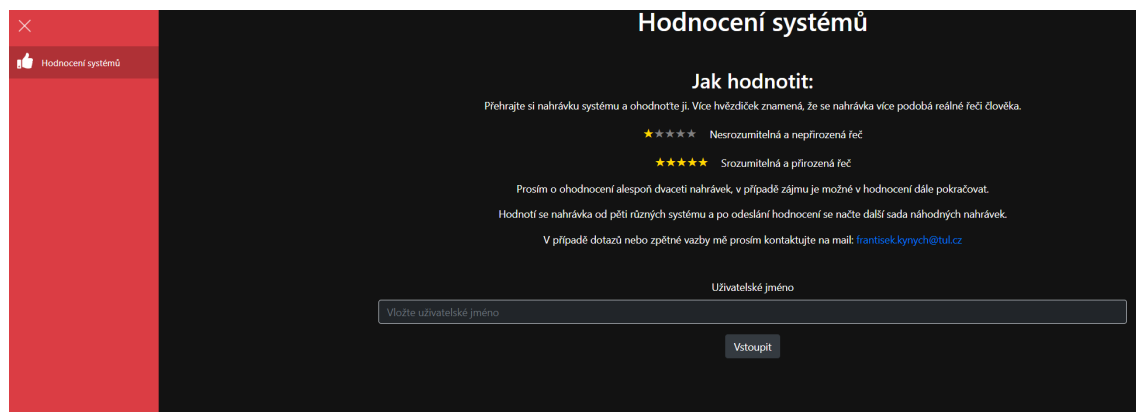 Hodnocení systémů
Hodnocení systémů
Jak hodnotit:
Přehrajte si nahrávku systému a ohodnoťte ji. Více hvězdiček znamená, že se nahrávka více podobá reálné řeči člověka.
★★★★★ Nesrozumitelná a nepřirozená řeč
★★★★★ Srozumitelná a přirozená řeč
Prosím o ohodnocení alespoň dvaceti nahrávek, v případě zájmu je možné v hodnocení dále pokračovat.
Hodnotí se nahrávka od pěti různých systému a po odeslání hodnocení se načte další sada náhodných nahrávek.
V případě dotazů nebo zpětné vazby mě prosím kontaktujte na mail: frantisek.kynych@tul.cz
Uživatelské jméno
Vložte uživatelské jméno
Vstoupit